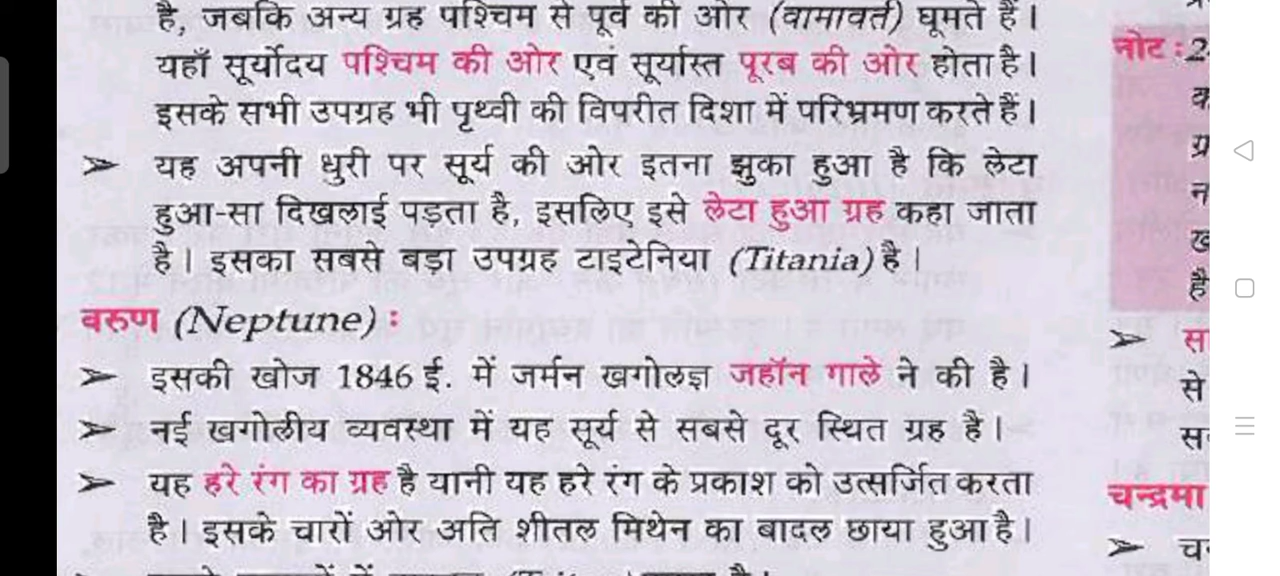 है, जबकि अन्य ग्रह पश्चिम से पूर्व की ओर (वामावर्त) घूमते हैं।
यहाँ सूर्योदय पश्चिम की ओर एवं सूर्यास्त पूरब की ओर होता है।
इसके सभी उपग्रह भी पृथ्वी की विपरीत दिशा में परिभ्रमण करते हैं।
➢ यह अपनी धुरी पर सूर्य की ओर इतना झुका हुआ है कि लेटा
हुआ-सा दिखलाई पड़ता है, इसलिए इसे लेटा हुआ ग्रह कहा जाता
है। इसका सबसे बड़ा उपग्रह टाइटेनिया (Titania) है।
वरुण (Neptune) :
➢ इसकी खोज 1846 ई. में जर्मन खगोलज्ञ जहॉन गाले ने की है।
➢ नई खगोलीय व्यवस्था में यह सूर्य से सबसे दूर स्थित ग्रह है।
➢ यह हरे रंग का ग्रह है यानी यह हरे रंग के प्रकाश को उत्सर्जित करता
है। इसके चारों ओर अति शीतल मिथेन का बादल छाया हुआ है।
नोट :
➢
से
चन्द्रमा
➢